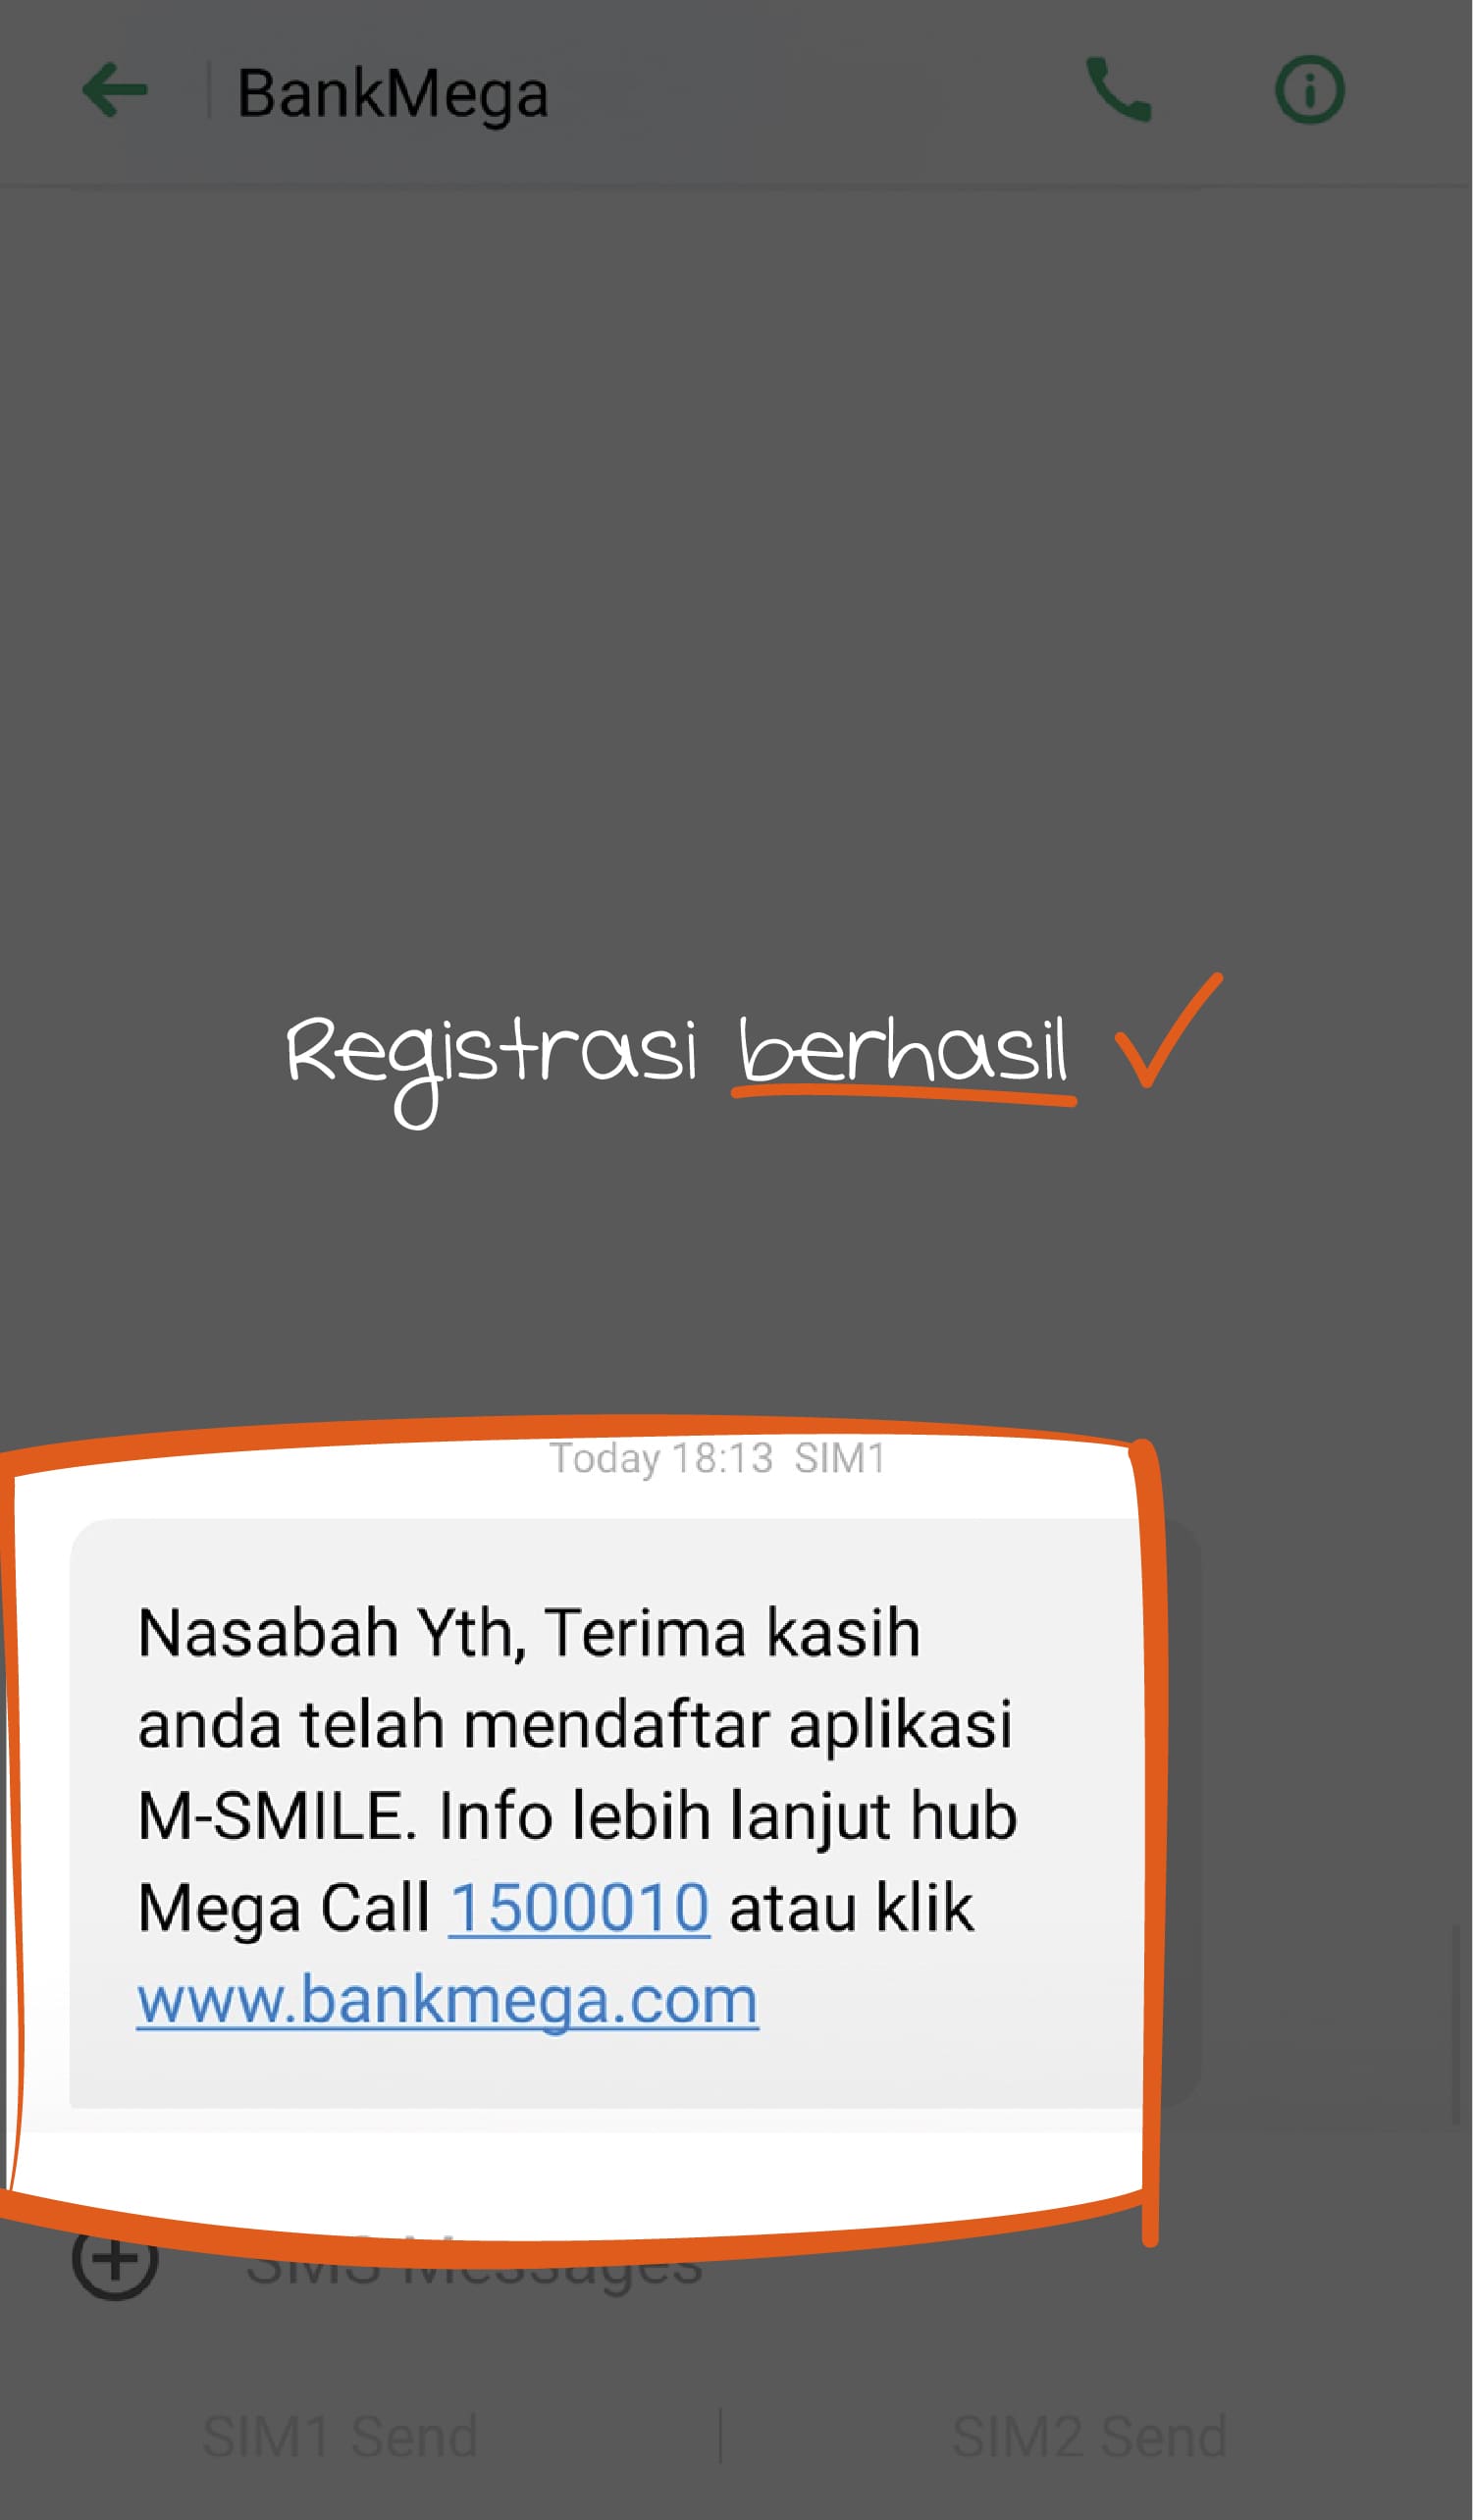 BankMega
Registrasi berhasil
Today 18:13 SIM1
Nasabah Yth, Terima kasih
anda telah mendaftar aplikasi
M-SMILE. Info lebih lanjut hub
Mega Call 1500010 atau klik
www.bankmega.com
SMS Messages
SIM1 Send
SIM2 Send